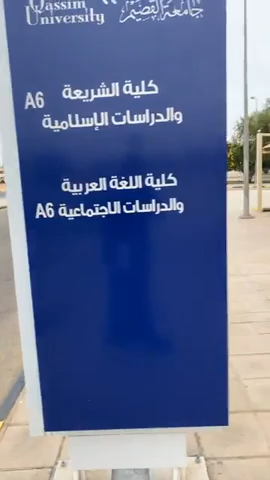 Qassim
University
جامعة القصيم
كلية الشريعة
والدراسات الإسلامية
A6
كلية اللغة العربية
والدراسات الاجتماعية A6